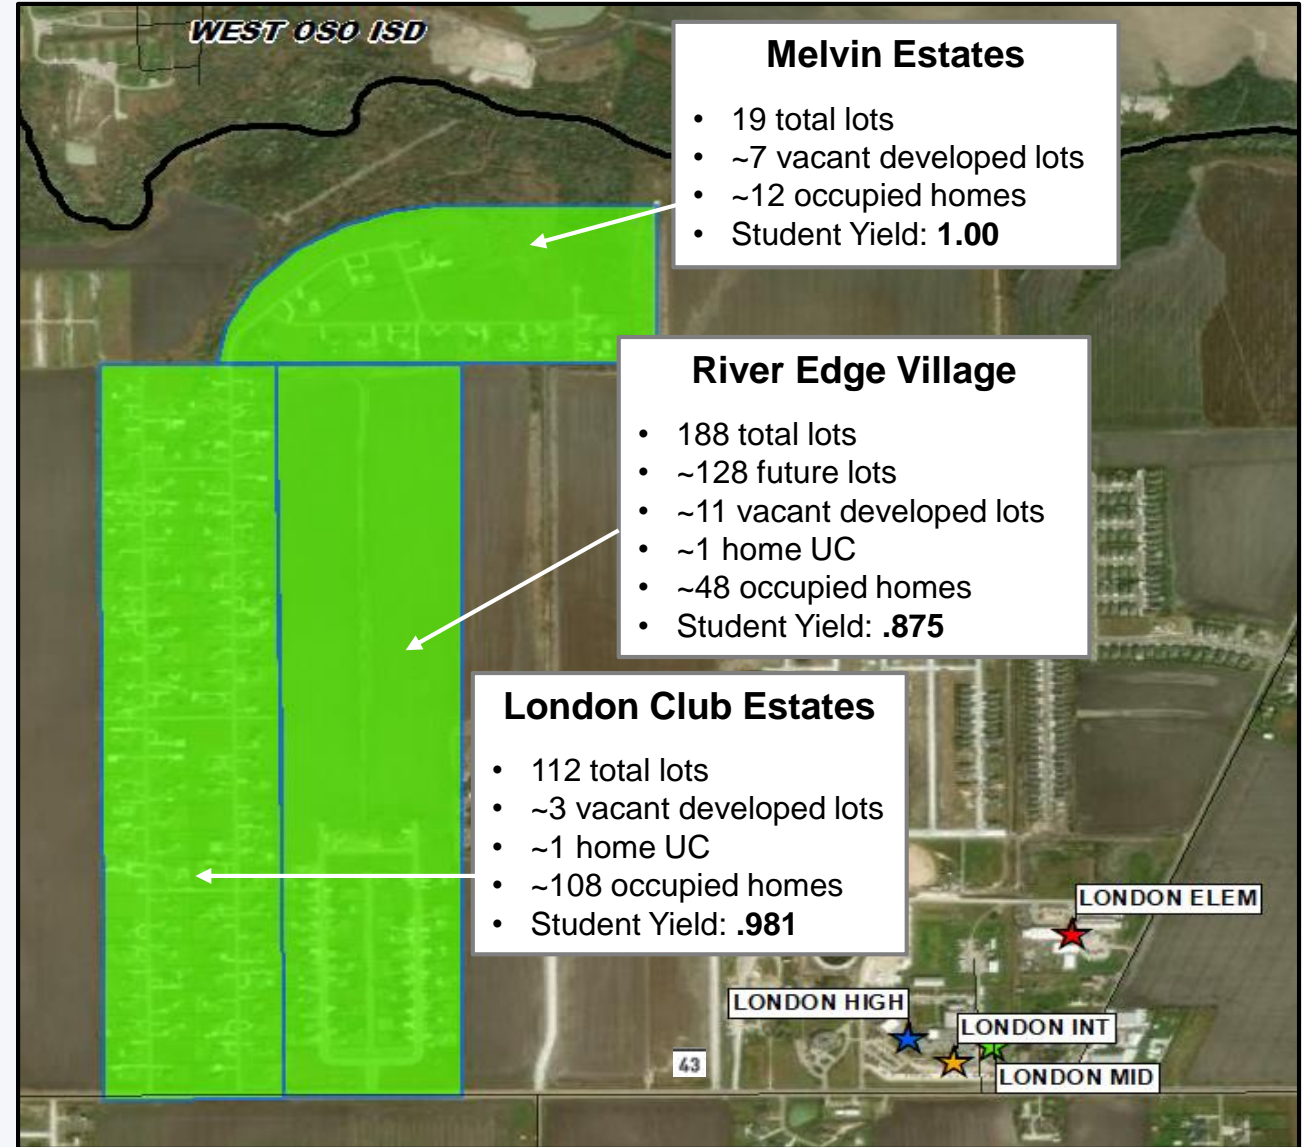 WEST OSO ISD
Melvin Estates
• 19 total lots
• ~7 vacant developed lots
• ~12 occupied homes
• Student Yield: 1.00
River Edge Village
• 188 total lots
• ~128 future lots
• ~11 vacant developed lots
• ~1 home UC
• ~48 occupied homes
• Student Yield: .875
London Club Estates
• 112 total lots
• ~3 vacant developed lots
• ~1 home UC
• ~108 occupied homes
• Student Yield: .981
LONDON ELEM
LONDON HIGH
LONDON INT
LONDON MID
43